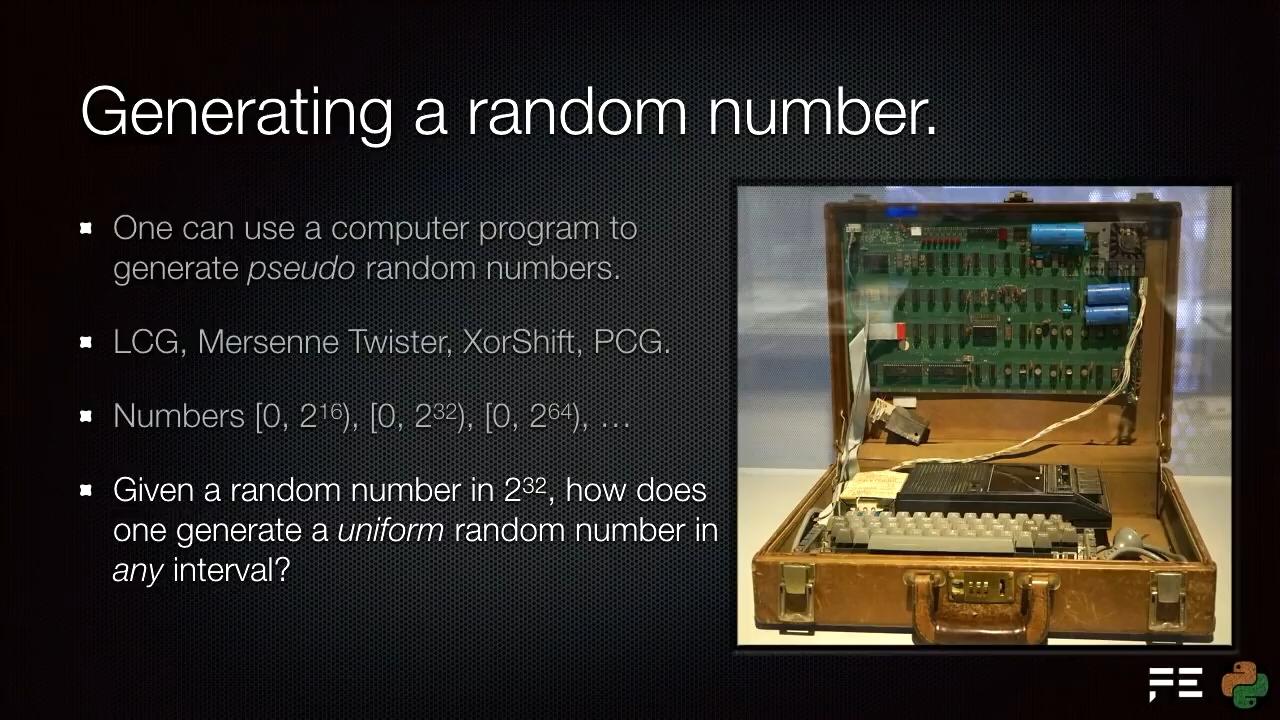 Generating a random number.
One can use a computer program to
generate pseudo random numbers.
LCG, Mersenne Twister, XorShift, PCG.
Numbers [0, 2¹⁶), [0, 2³²), [0, 2⁶⁴), …
Given a random number in 2³², how does
one generate a uniform random number in
any interval?
FE